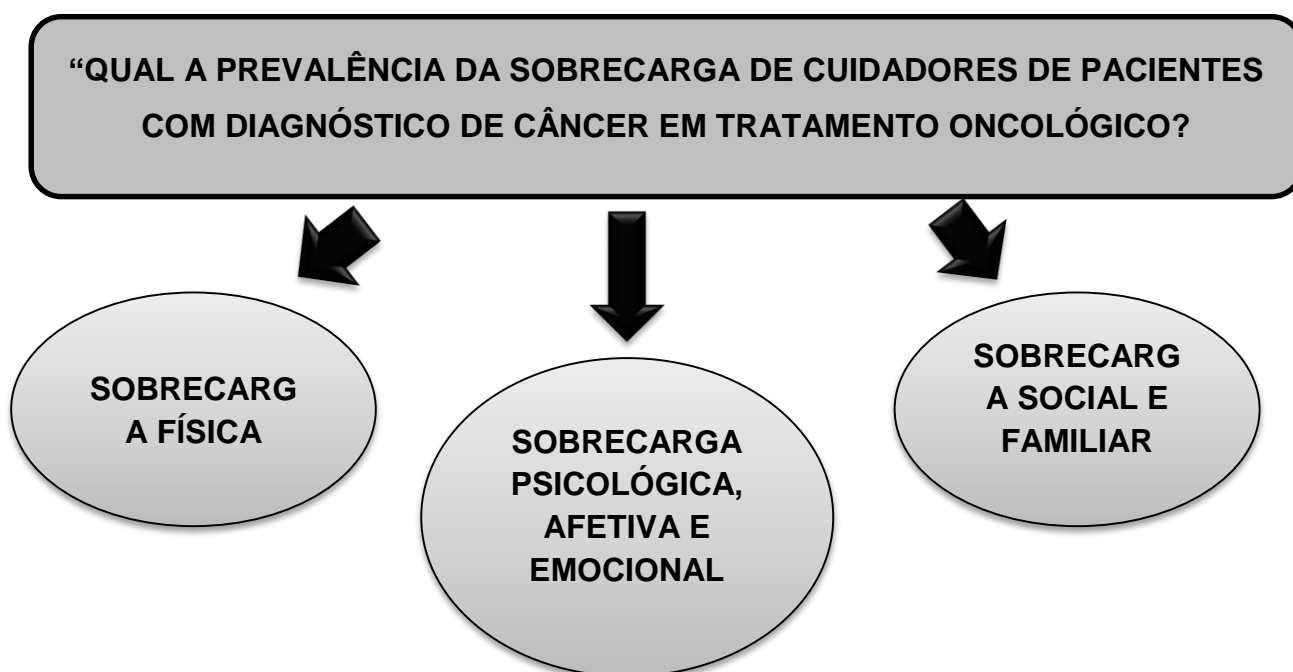 “QUAL A PREVALÊNCIA DA SOBRECARGA DE CUIDADORES DE PACIENTES
COM DIAGNÓSTICO DE CÂNCER EM TRATAMENTO ONCOLÓGICO?
SOBRECARG
A FÍSICA
SOBRECARGA
PSICOLÓGICA,
AFETIVA E
EMOCIONAL
SOBRECARG
A SOCIAL E
FAMILIAR